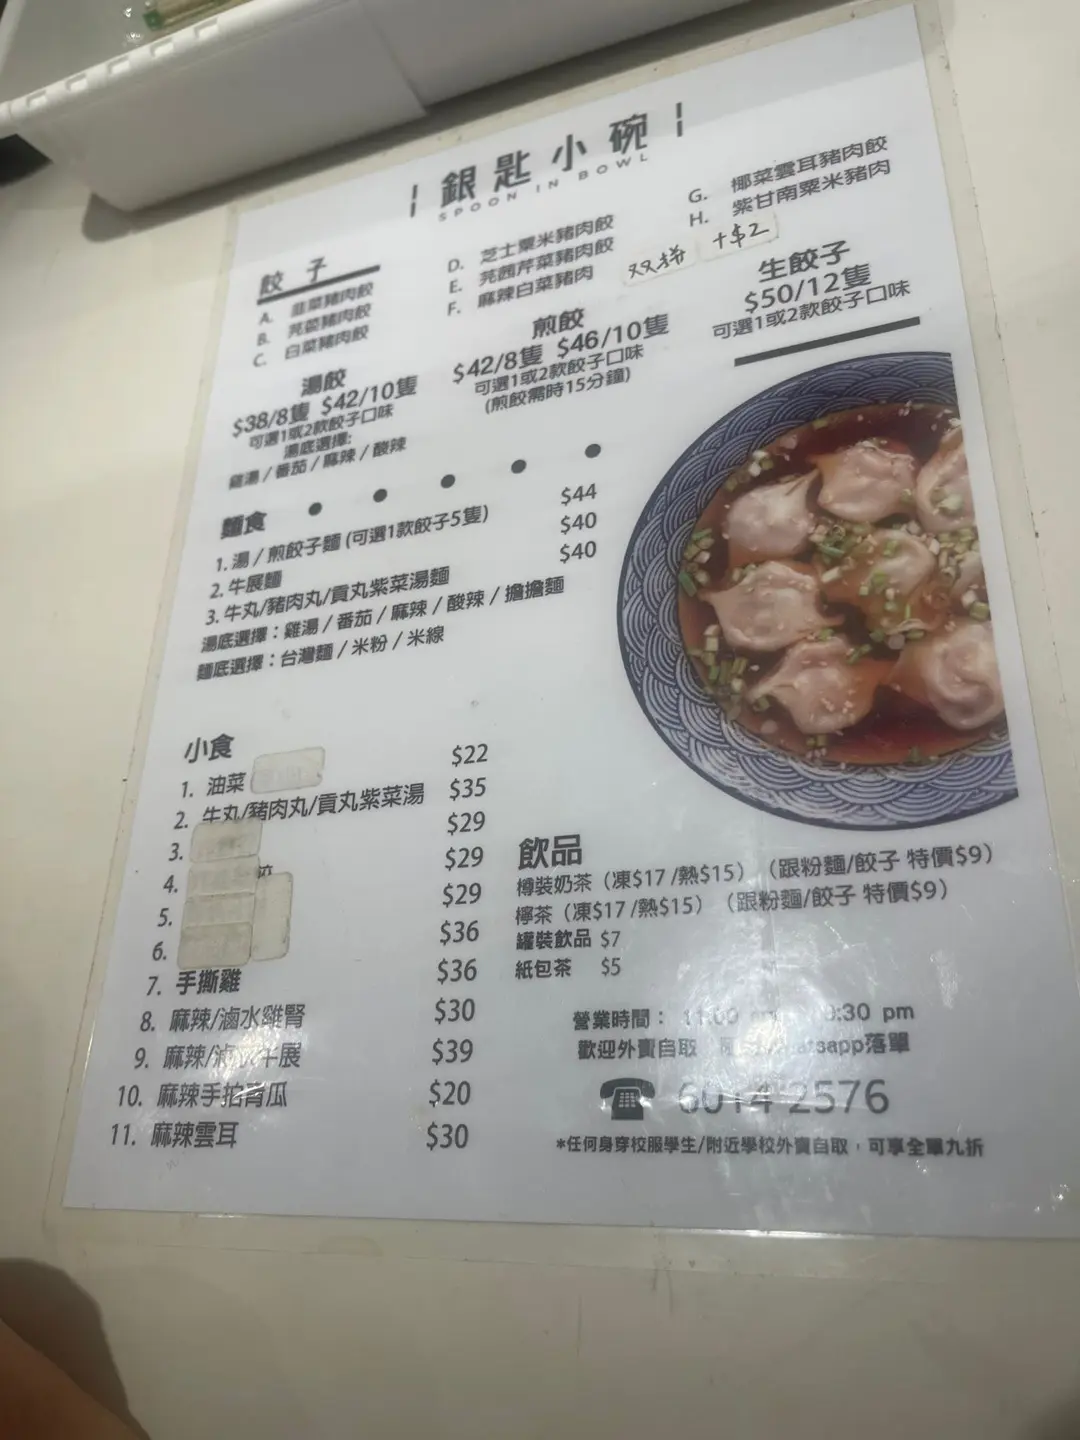 銀匙小碗
SPOON IN BOWL
餃子
A. 韮菜豬肉餃
B. 芫荽豬肉餃
C. 白菜豬肉餃
D. 芝士粟米豬肉餃
E. 芫茜芹菜豬肉餃
F. 麻辣白菜豬肉
G. 椰菜雲耳豬肉餃
H. 紫甘南粟米豬肉
双拼 +$2
湯餃
$38/8隻 $42/10隻
可選1或2款餃子口味
湯底選擇:
雞湯/番茄/麻辣/酸辣
煎餃
$42/8隻 $46/10隻
可選1或2款餃子口味
(煎餃需時15分鐘)
生餃子
$50/12隻
可選1或2款餃子口味
麵食
1. 湯/煎餃子麵 (可選1款餃子5隻) $44
2. 牛展麵 $40
3. 牛丸/豬肉丸/貢丸紫菜湯麵 $40
湯底選擇：雞湯/番茄/麻辣/酸辣/擔擔麵
麵底選擇：台灣麵/米粉/米線
小食
1. 油菜 $22
2. 牛丸/豬肉丸/貢丸紫菜湯 $35
3. $29
4. 餃 $29
5. $29
6. $36
7. 手撕雞 $36
8. 麻辣/滷水雞腎 $30
9. 麻辣/滷水牛展 $39
10. 麻辣手拍青瓜 $20
11. 麻辣雲耳 $30
飲品
樽裝奶茶（凍$17/熱$15）（跟粉麵/餃子 特價$9）
檸茶（凍$17/熱$15）（跟粉麵/餃子 特價$9）
罐裝飲品 $7
紙包茶 $5
營業時間： 11:00 :30 pm
歡迎外賣自取 sapp落單
6014 2576
*任何身穿校服學生/附近學校外賣自取，可享全單九折